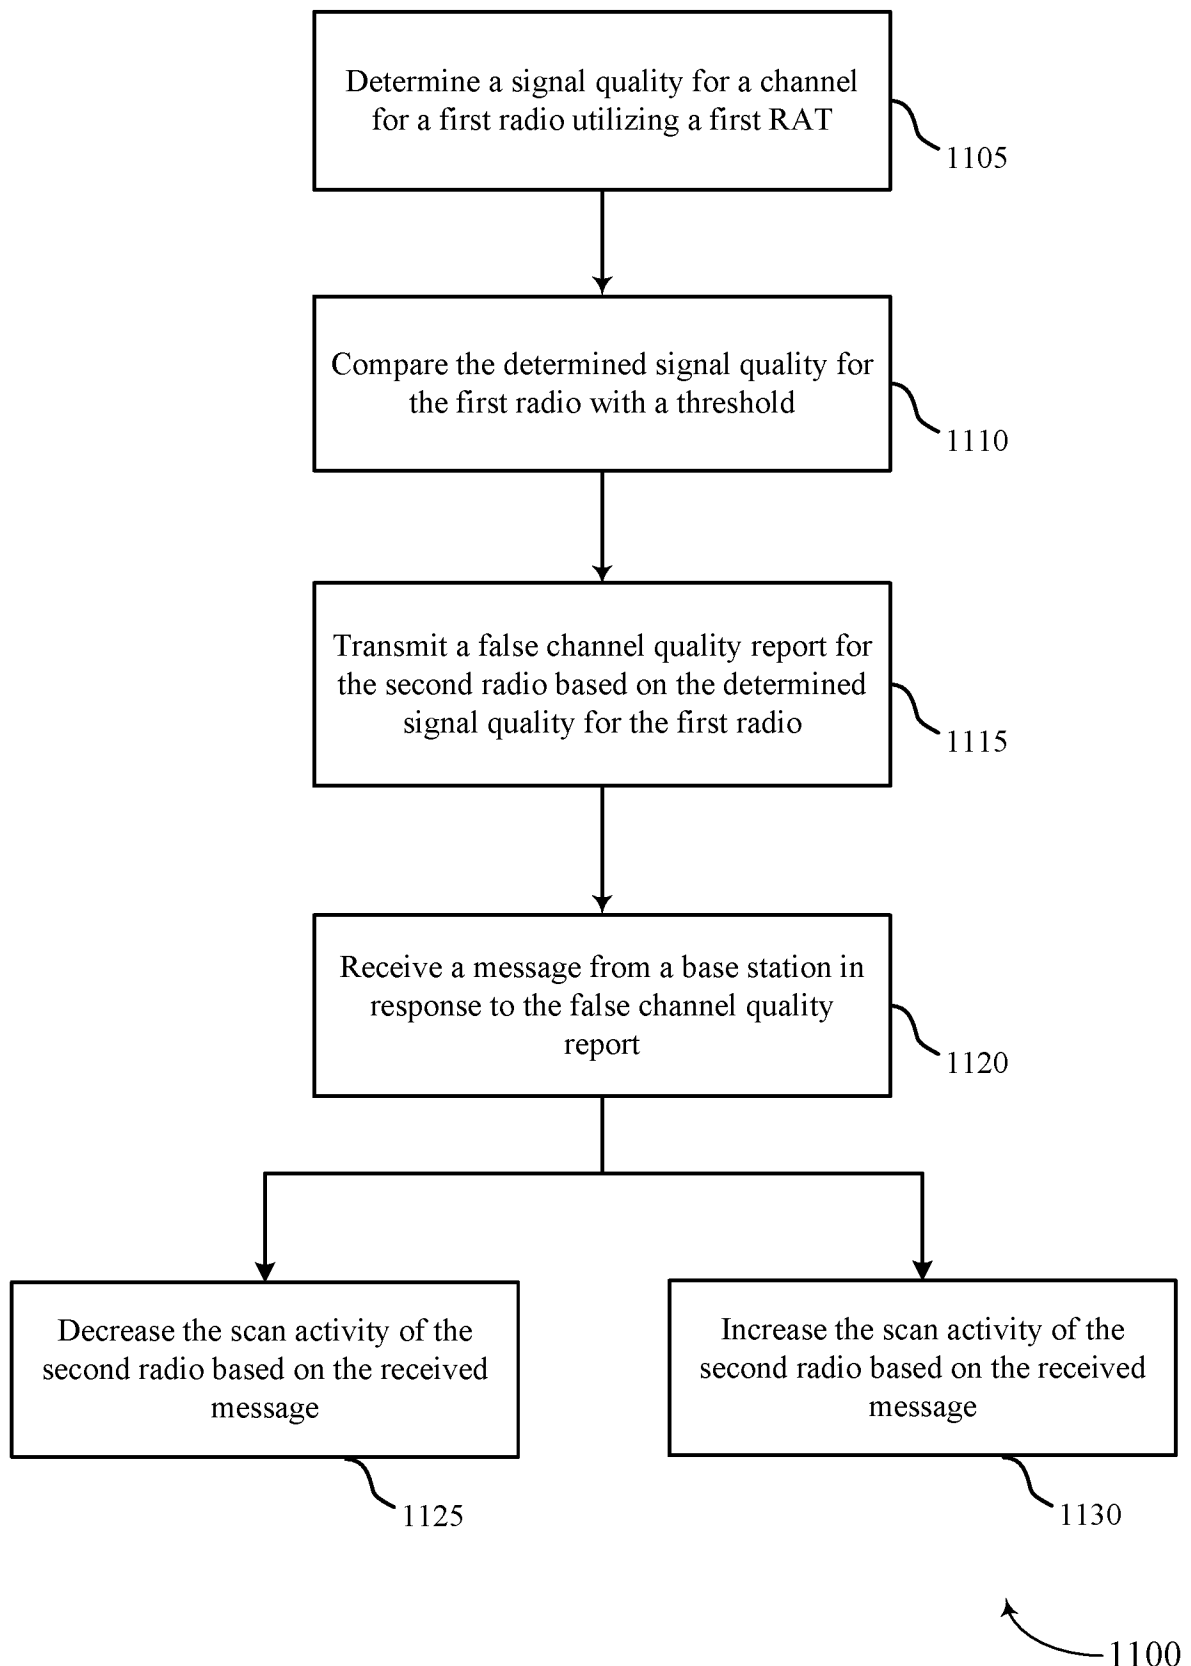 Determine a signal quality for a channel
for a first radio utilizing a first RAT
1105
Compare the determined signal quality for
the first radio with a threshold
1110
Transmit a false channel quality report for
the second radio based on the determined
signal quality for the first radio
1115
Receive a message from a base station in
response to the false channel quality
report
1120
Decrease the scan activity of the
second radio based on the received
message
1125
Increase the scan activity of the
second radio based on the received
message
1130
1100